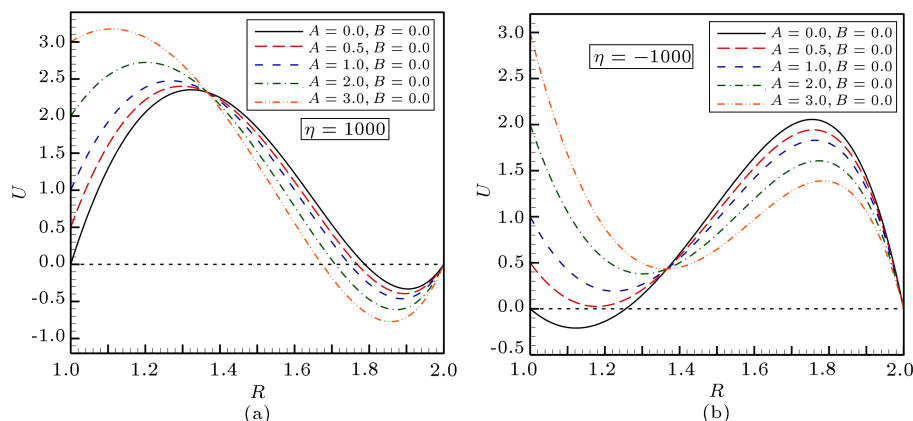 3.0
2.5
2.0
1.5
1.0
0.5
0.0
-0.5
-1.0
U
A = 0.0, B = 0.0
A = 0.5, B = 0.0
A = 1.0, B = 0.0
A = 2.0, B = 0.0
A = 3.0, B = 0.0
η = 1000
1.0 1.2 1.4 1.6 1.8 2.0
R
(a)
3.0
2.5
2.0
1.5
1.0
0.5
0.0
-0.5
U
η = −1000
A = 0.0, B = 0.0
A = 0.5, B = 0.0
A = 1.0, B = 0.0
A = 2.0, B = 0.0
A = 3.0, B = 0.0
1.0 1.2 1.4 1.6 1.8 2.0
R
(b)